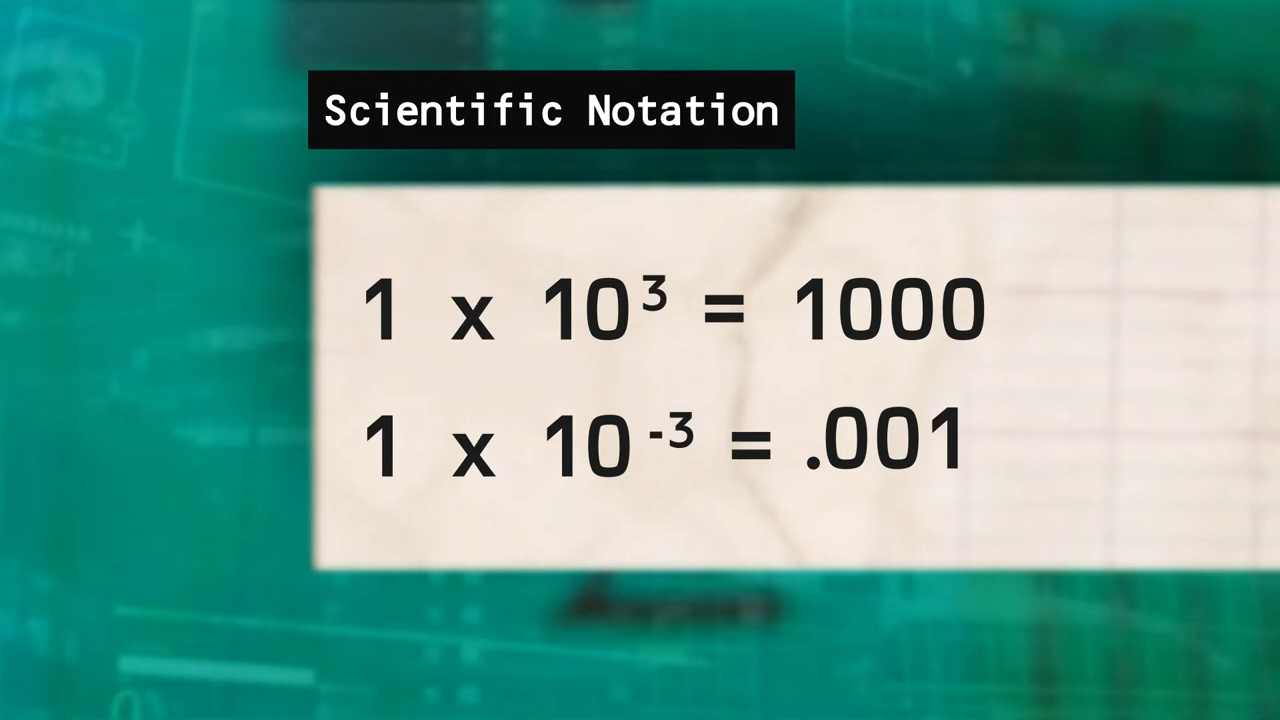 Scientific Notation
1 x 10³ = 1000
1 x 10⁻³ = .001